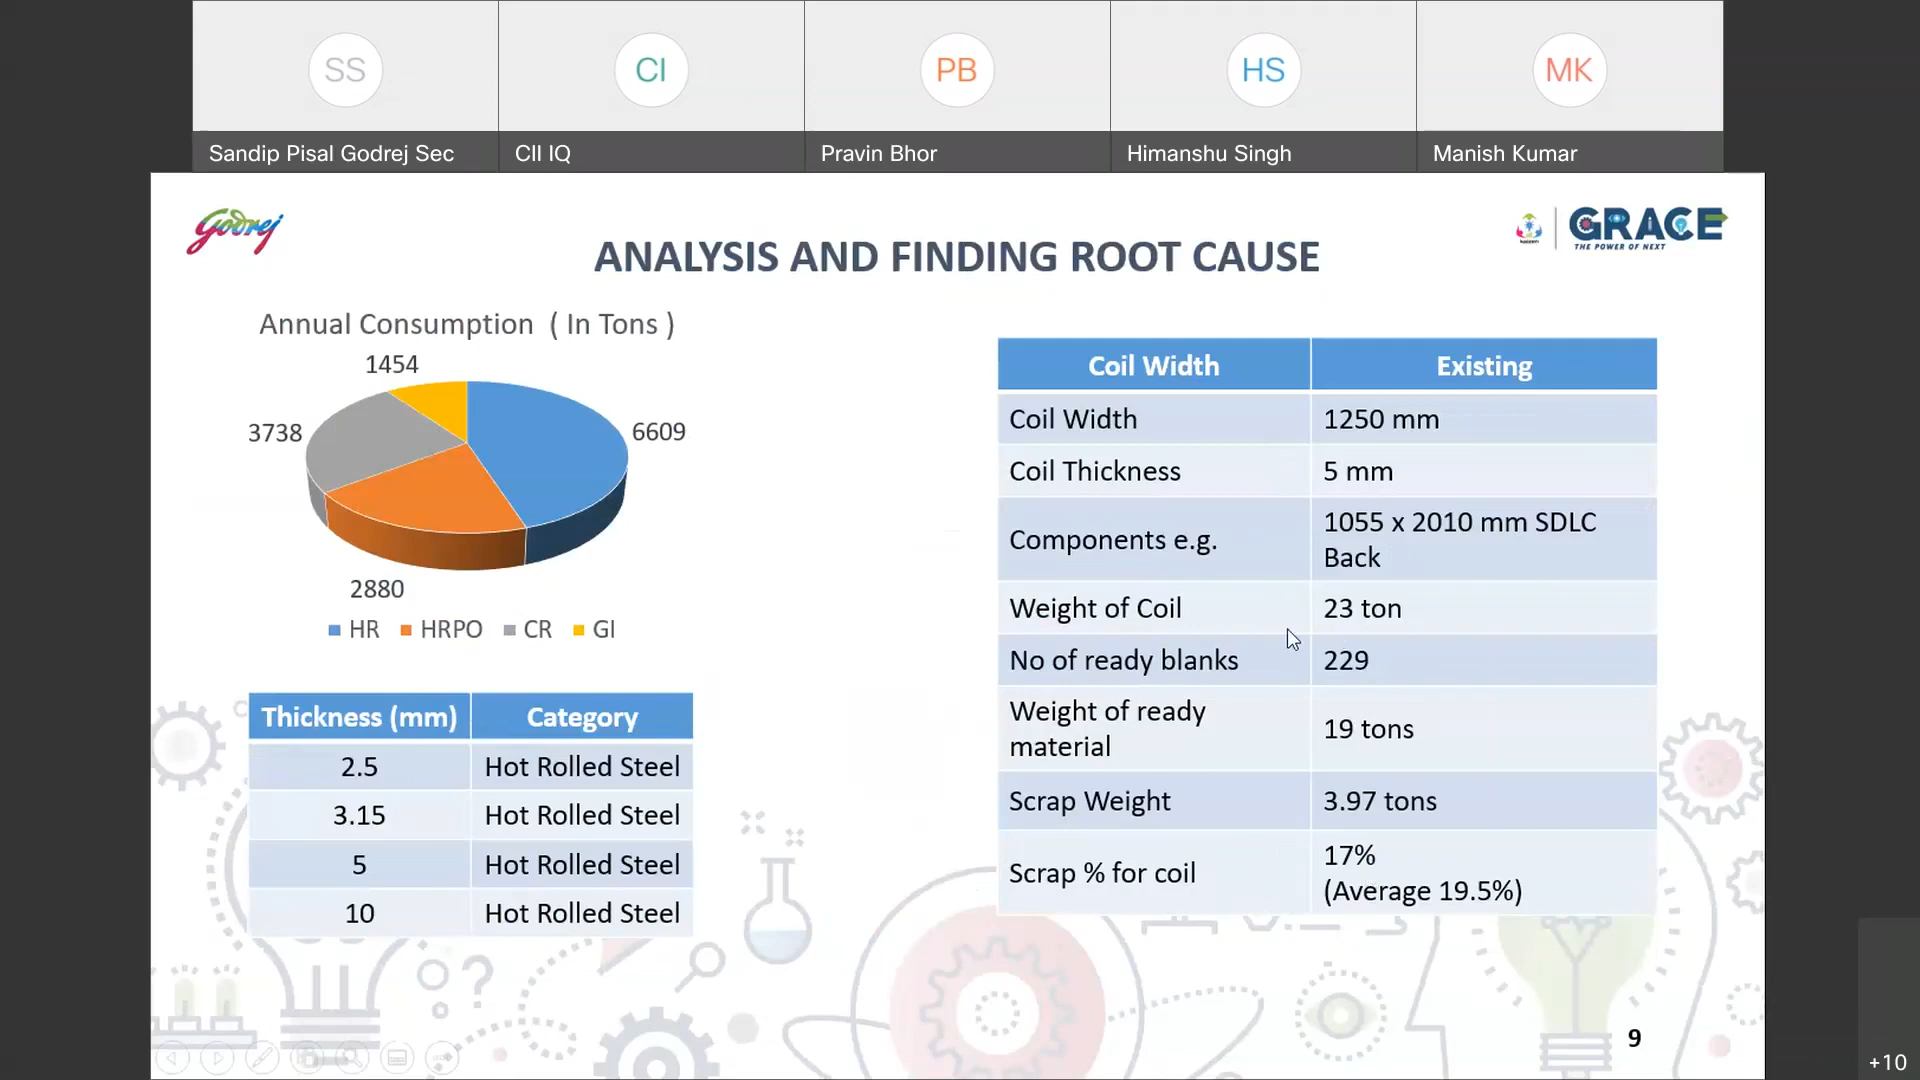 SS
CI
PB
HS
MK
Sandip Pisal Godrej Sec
CII IQ
Pravin Bhor
Himanshu Singh
Manish Kumar
Godrej
GRACE
THE POWER OF NEXT
ANALYSIS AND FINDING ROOT CAUSE
Annual Consumption ( In Tons )
1454
3738
6609
2880
HR HRPO CR GI
Thickness (mm) Category
2.5 Hot Rolled Steel
3.15 Hot Rolled Steel
5 Hot Rolled Steel
10 Hot Rolled Steel
Coil Width Existing
Coil Width 1250 mm
Coil Thickness 5 mm
Components e.g. 1055 x 2010 mm SDLC
Back
Weight of Coil 23 ton
No of ready blanks 229
Weight of ready
material 19 tons
Scrap Weight 3.97 tons
Scrap % for coil 17%
(Average 19.5%)
9
+10